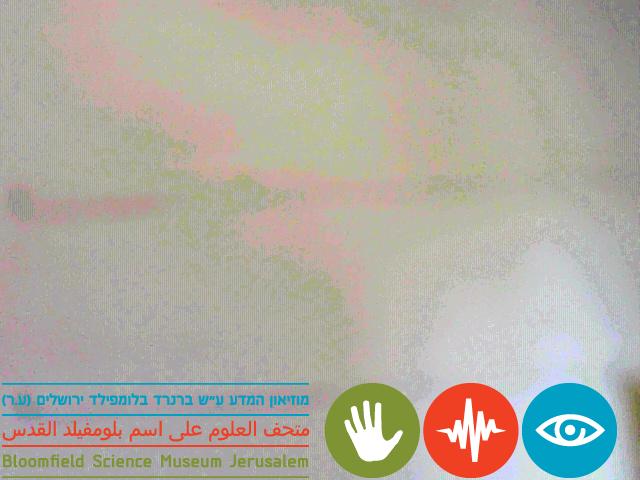 מוזיאון המדע ע״ש ברנרד בלומפילד ירושלים (ע.ר)
متحف العلوم على اسم بلومفيلد القدس
Bloomfield Science Museum Jerusalem